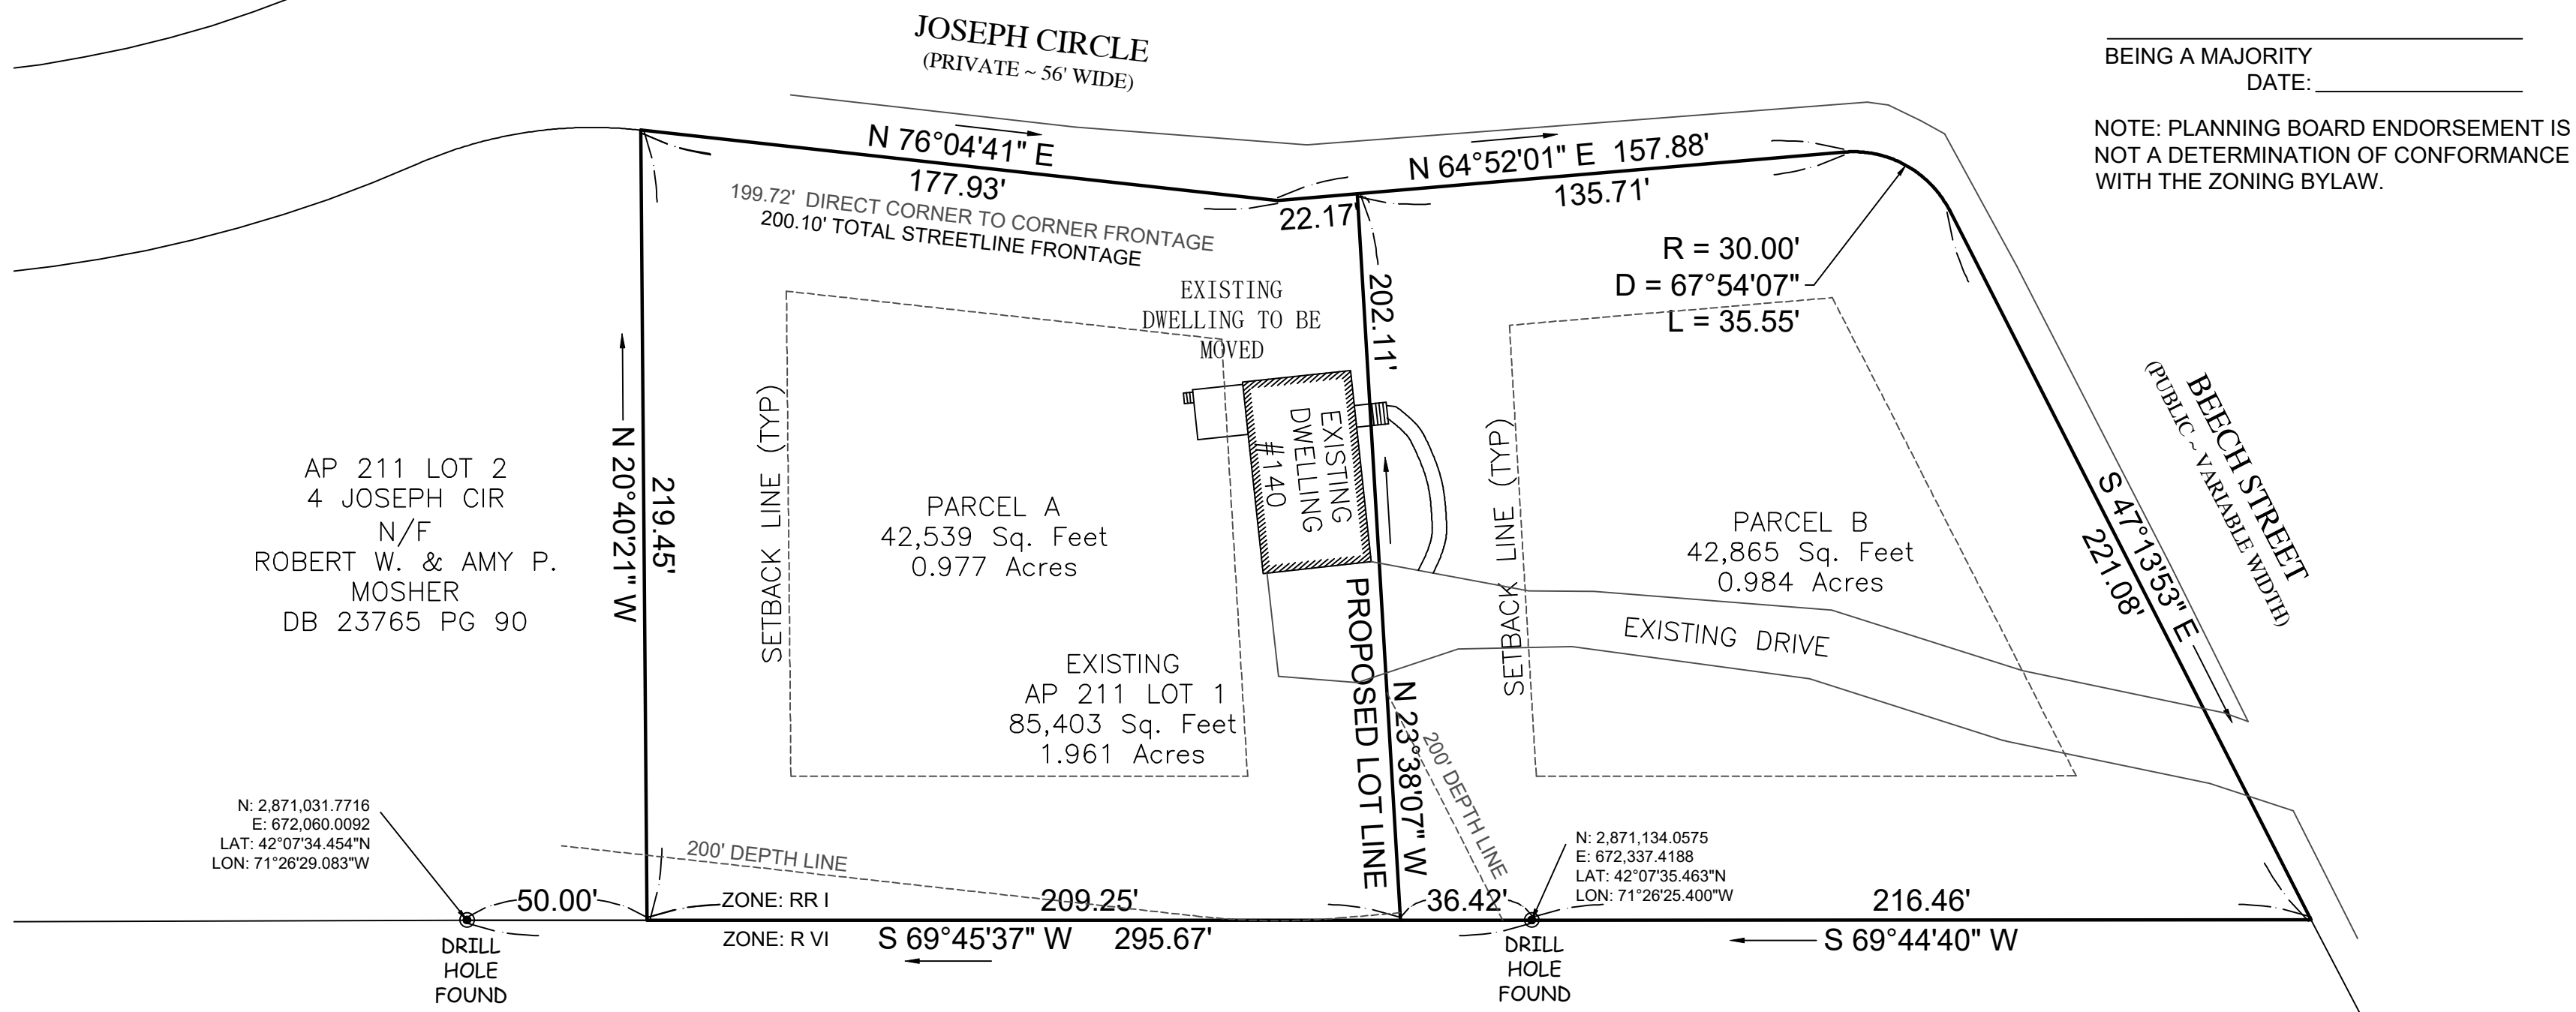 JOSEPH CIRCLE
(PRIVATE ~ 56' WIDE)
BEING A MAJORITY
DATE:
NOTE: PLANNING BOARD ENDORSEMENT IS
NOT A DETERMINATION OF CONFORMANCE
WITH THE ZONING BYLAW.
N 76°04'41" E
177.93'
199.72' DIRECT CORNER TO CORNER FRONTAGE
200.10' TOTAL STREETLINE FRONTAGE
22.17'
N 64°52'01" E 157.88'
135.71'
R = 30.00'
D = 67°54'07"
L = 35.55'
EXISTING
DWELLING TO BE
MOVED
202.11'
BEECH STREET
(PUBLIC ~ VARIABLE WIDTH)
S 47°13'53" E
221.08'
AP 211 LOT 2
4 JOSEPH CIR
N/F
ROBERT W. & AMY P.
MOSHER
DB 23765 PG 90
N 20°40'21" W
219.45'
SETBACK LINE (TYP)
PARCEL A
42,539 Sq. Feet
0.977 Acres
EXISTING
DWELLING
#140
SETBACK LINE (TYP)
PARCEL B
42,865 Sq. Feet
0.984 Acres
EXISTING DRIVE
EXISTING
AP 211 LOT 1
85,403 Sq. Feet
1.961 Acres
PROPOSED LOT LINE
N 23°38'07" W
200' DEPTH LINE
200' DEPTH LINE
N: 2,871,031.7716
E: 672,060.0092
LAT: 42°07'34.454"N
LON: 71°26'29.083"W
N: 2,871,134.0575
E: 672,337.4188
LAT: 42°07'35.463"N
LON: 71°26'25.400"W
50.00'
ZONE: RR I
209.25'
36.42'
216.46'
ZONE: R VI
S 69°45'37" W 295.67'
S 69°44'40" W
DRILL
HOLE
FOUND
DRILL
HOLE
FOUND